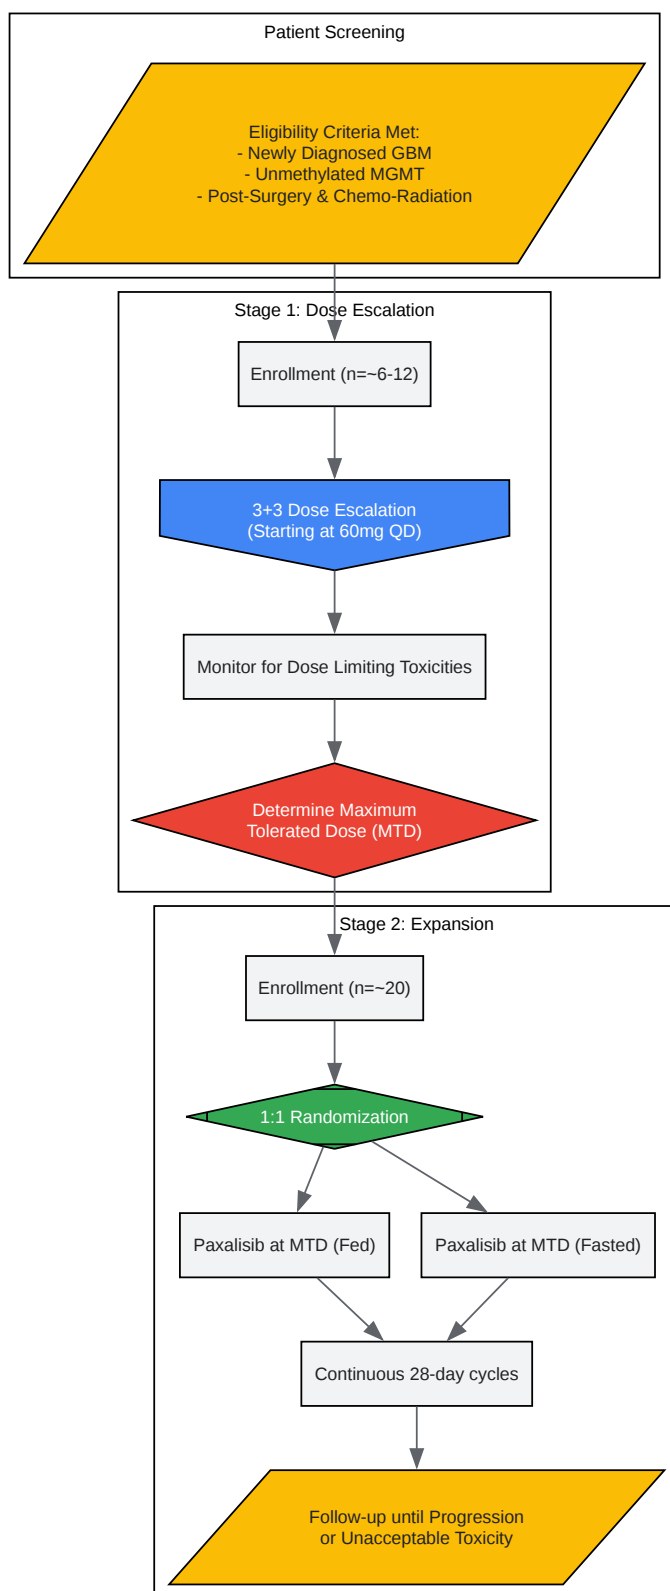 Patient Screening
Eligibility Criteria Met:
- Newly Diagnosed GBM
- Unmethylated MGMT
- Post-Surgery & Chemo-Radiation
Stage 1: Dose Escalation
Enrollment (n=~6-12)
3+3 Dose Escalation
(Starting at 60mg QD)
Monitor for Dose Limiting Toxicities
Determine Maximum
Tolerated Dose (MTD)
Stage 2: Expansion
Enrollment (n=~20)
1:1 Randomization
Paxalisib at MTD (Fed)
Paxalisib at MTD (Fasted)
Continuous 28-day cycles
Follow-up until Progression
or Unacceptable Toxicity